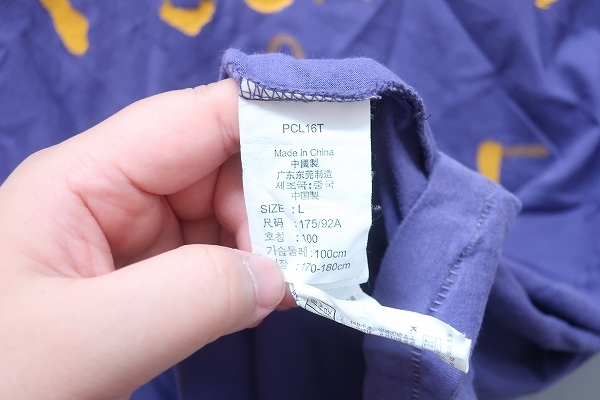 PCL16T
Made in China
中國製
广东东莞制造
제조국:중국
中国製
SIZE : L
尺码 : 175/92A
호칭 : 100
가슴둘레:100cm
:170-180cm